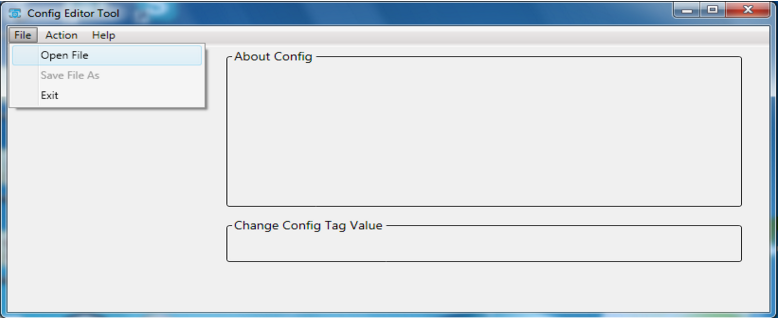 Config Editor Tool
File Action Help
Open File
Save File As
Exit
About Config
Change Config Tag Value